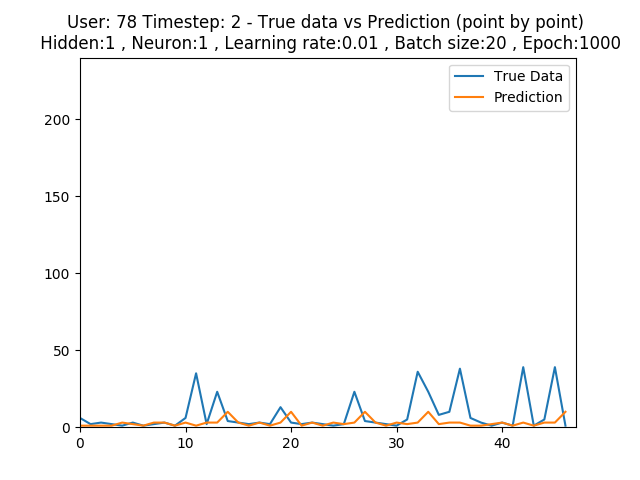 User: 78 Timestep: 2 - True data vs Prediction (point by point)
Hidden:1 , Neuron:1 , Learning rate:0.01 , Batch size:20 , Epoch:1000
True Data
Prediction
200
150
100
50
0
0 10 20 30 40